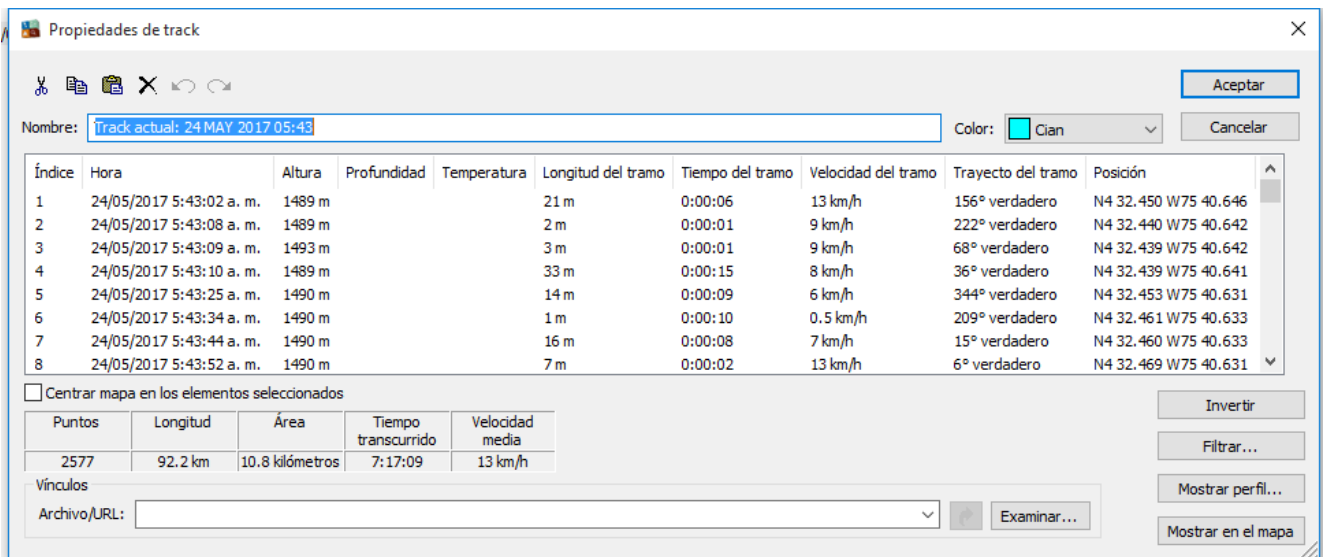 Propiedades de track
Aceptar
Nombre: Track actual: 24 MAY 2017 05:43 Color: Cian Cancelar
Índice Hora Altura Profundidad Temperatura Longitud del tramo Tiempo del tramo Velocidad del tramo Trayecto del tramo Posición
1 24/05/2017 5:43:02 a. m. 1489 m 21 m 0:00:06 13 km/h 156° verdadero N4 32.450 W75 40.646
2 24/05/2017 5:43:08 a. m. 1489 m 2 m 0:00:01 9 km/h 222° verdadero N4 32.440 W75 40.642
3 24/05/2017 5:43:09 a. m. 1493 m 3 m 0:00:01 9 km/h 68° verdadero N4 32.439 W75 40.642
4 24/05/2017 5:43:10 a. m. 1489 m 33 m 0:00:15 8 km/h 36° verdadero N4 32.439 W75 40.641
5 24/05/2017 5:43:25 a. m. 1490 m 14 m 0:00:09 6 km/h 344° verdadero N4 32.453 W75 40.631
6 24/05/2017 5:43:34 a. m. 1490 m 1 m 0:00:10 0.5 km/h 209° verdadero N4 32.461 W75 40.633
7 24/05/2017 5:43:44 a. m. 1490 m 16 m 0:00:08 7 km/h 15° verdadero N4 32.460 W75 40.633
8 24/05/2017 5:43:52 a. m. 1490 m 7 m 0:00:02 13 km/h 6° verdadero N4 32.469 W75 40.631
Centrar mapa en los elementos seleccionados
Invertir
Puntos Longitud Área Tiempo transcurrido Velocidad media
2577 92.2 km 10.8 kilómetros 7:17:09 13 km/h
Filtrar...
Vínculos
Mostrar perfil...
Archivo/URL: Examinar...
Mostrar en el mapa